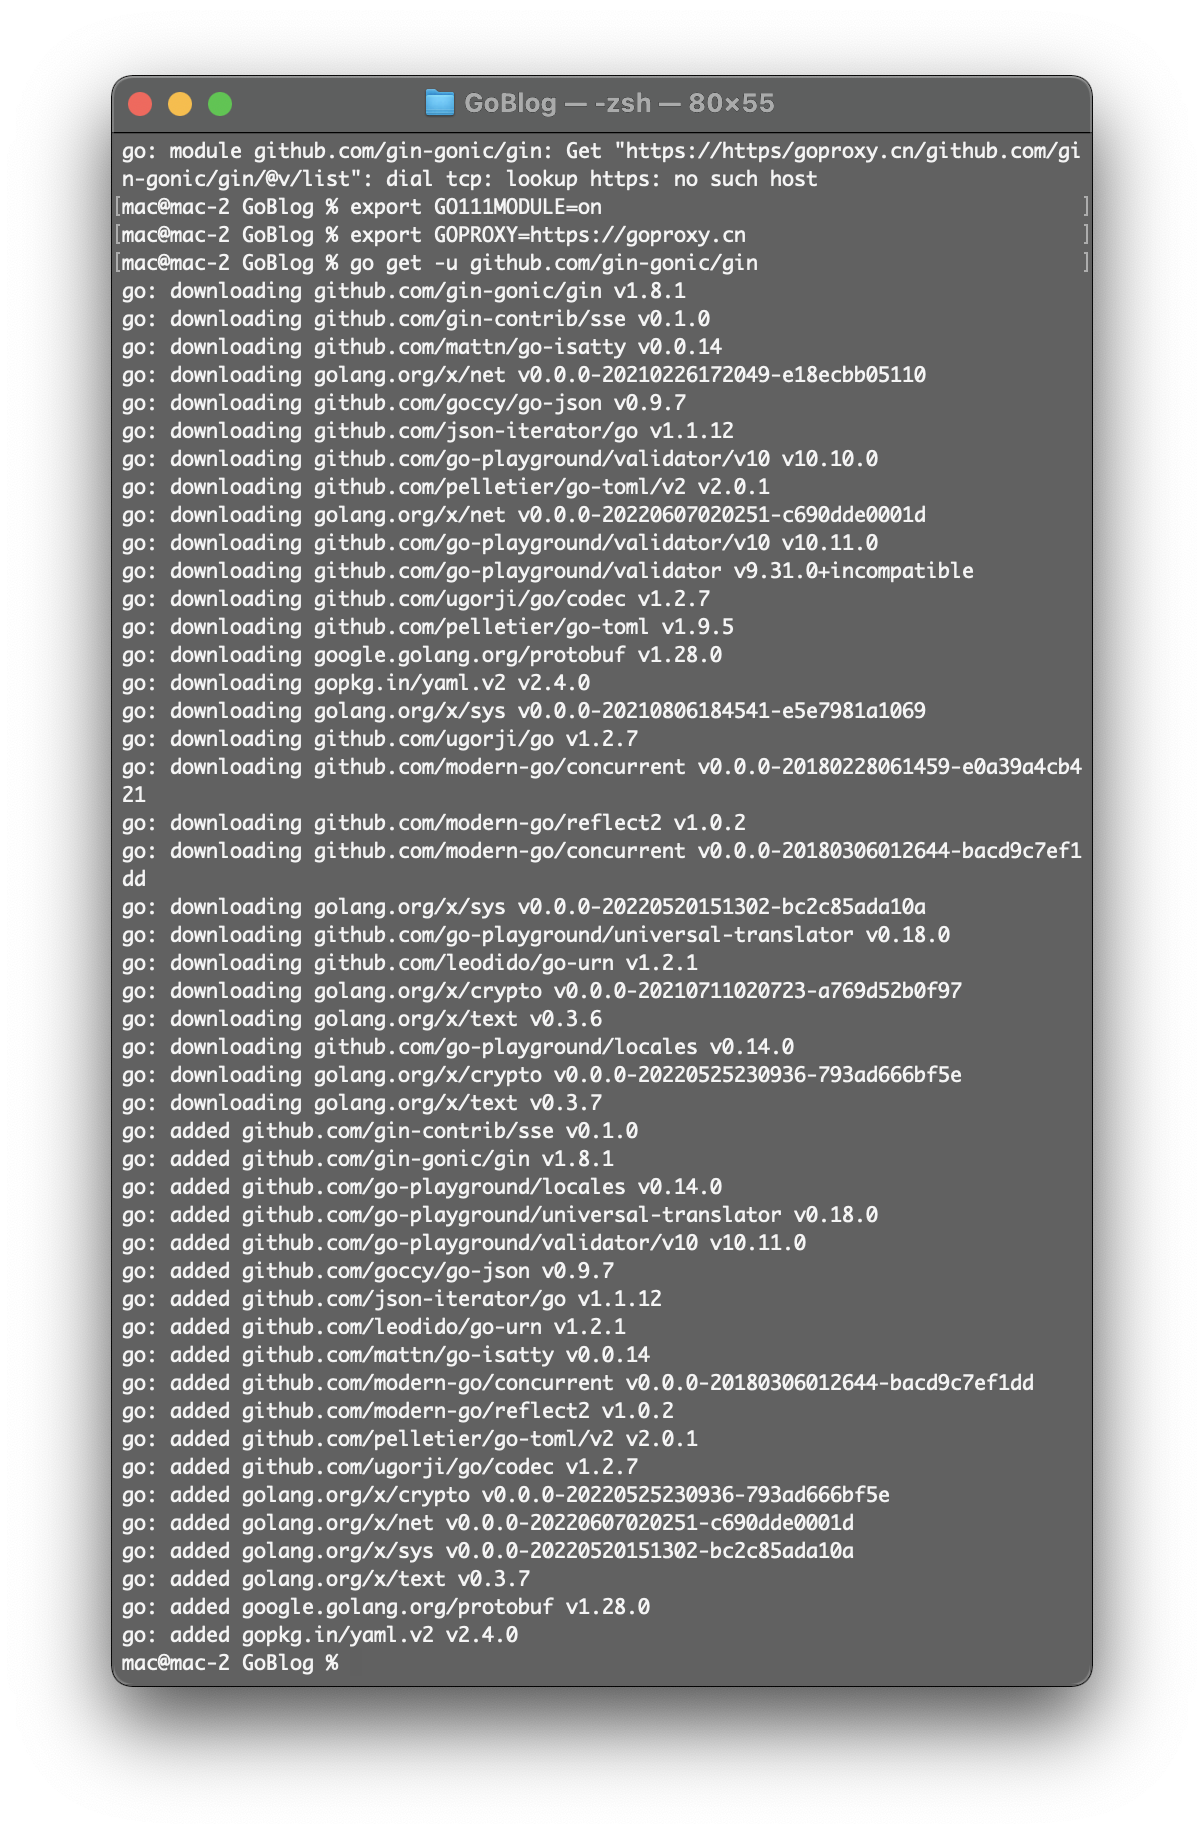 GoBlog — -zsh — 80×55
go: module github.com/gin-gonic/gin: Get "https://https/goproxy.cn/github.com/gi
n-gonic/gin/@v/list": dial tcp: lookup https: no such host
[mac@mac-2 GoBlog % export GO111MODULE=on ]
[mac@mac-2 GoBlog % export GOPROXY=https://goproxy.cn ]
[mac@mac-2 GoBlog % go get -u github.com/gin-gonic/gin ]
go: downloading github.com/gin-gonic/gin v1.8.1
go: downloading github.com/gin-contrib/sse v0.1.0
go: downloading github.com/mattn/go-isatty v0.0.14
go: downloading golang.org/x/net v0.0.0-20210226172049-e18ecbb05110
go: downloading github.com/goccy/go-json v0.9.7
go: downloading github.com/json-iterator/go v1.1.12
go: downloading github.com/go-playground/validator/v10 v10.10.0
go: downloading github.com/pelletier/go-toml/v2 v2.0.1
go: downloading golang.org/x/net v0.0.0-20220607020251-c690dde0001d
go: downloading github.com/go-playground/validator/v10 v10.11.0
go: downloading github.com/go-playground/validator v9.31.0+incompatible
go: downloading github.com/ugorji/go/codec v1.2.7
go: downloading github.com/pelletier/go-toml v1.9.5
go: downloading google.golang.org/protobuf v1.28.0
go: downloading gopkg.in/yaml.v2 v2.4.0
go: downloading golang.org/x/sys v0.0.0-20210806184541-e5e7981a1069
go: downloading github.com/ugorji/go v1.2.7
go: downloading github.com/modern-go/concurrent v0.0.0-20180228061459-e0a39a4cb4
21
go: downloading github.com/modern-go/reflect2 v1.0.2
go: downloading github.com/modern-go/concurrent v0.0.0-20180306012644-bacd9c7ef1
dd
go: downloading golang.org/x/sys v0.0.0-20220520151302-bc2c85ada10a
go: downloading github.com/go-playground/universal-translator v0.18.0
go: downloading github.com/leodido/go-urn v1.2.1
go: downloading golang.org/x/crypto v0.0.0-20210711020723-a769d52b0f97
go: downloading golang.org/x/text v0.3.6
go: downloading github.com/go-playground/locales v0.14.0
go: downloading golang.org/x/crypto v0.0.0-20220525230936-793ad666bf5e
go: downloading golang.org/x/text v0.3.7
go: added github.com/gin-contrib/sse v0.1.0
go: added github.com/gin-gonic/gin v1.8.1
go: added github.com/go-playground/locales v0.14.0
go: added github.com/go-playground/universal-translator v0.18.0
go: added github.com/go-playground/validator/v10 v10.11.0
go: added github.com/goccy/go-json v0.9.7
go: added github.com/json-iterator/go v1.1.12
go: added github.com/leodido/go-urn v1.2.1
go: added github.com/mattn/go-isatty v0.0.14
go: added github.com/modern-go/concurrent v0.0.0-20180306012644-bacd9c7ef1dd
go: added github.com/modern-go/reflect2 v1.0.2
go: added github.com/pelletier/go-toml/v2 v2.0.1
go: added github.com/ugorji/go/codec v1.2.7
go: added golang.org/x/crypto v0.0.0-20220525230936-793ad666bf5e
go: added golang.org/x/net v0.0.0-20220607020251-c690dde0001d
go: added golang.org/x/sys v0.0.0-20220520151302-bc2c85ada10a
go: added golang.org/x/text v0.3.7
go: added google.golang.org/protobuf v1.28.0
go: added gopkg.in/yaml.v2 v2.4.0
mac@mac-2 GoBlog %